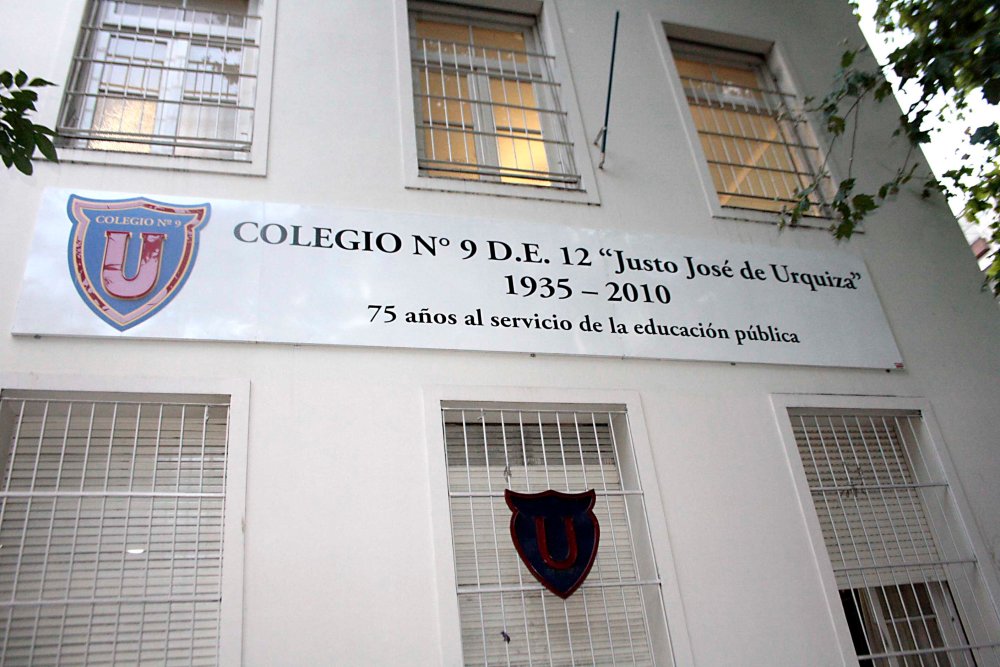 COLEGIO Nº 9
U
COLEGIO Nº 9 D.E. 12 “Justo José de Urquiza”
1935 – 2010
75 años al servicio de la educación pública
U